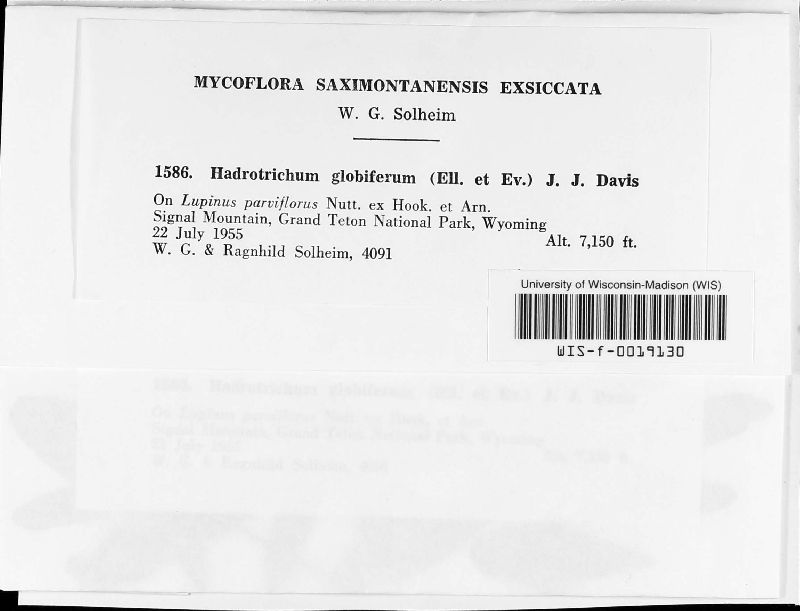 MYCOFLORA SAXIMONTANENSIS EXSICCATA
W. G. Solheim
1586. Hadrotrichum globiferum (Ell. et Ev.) J. J. Davis
On Lupinus parviflorus Nutt. ex Hook. et Arn.
Signal Mountain, Grand Teton National Park, Wyoming
22 July 1955 Alt. 7,150 ft.
W. G. & Ragnhild Solheim, 4091
University of Wisconsin-Madison (WIS)
WIS-f-0019130